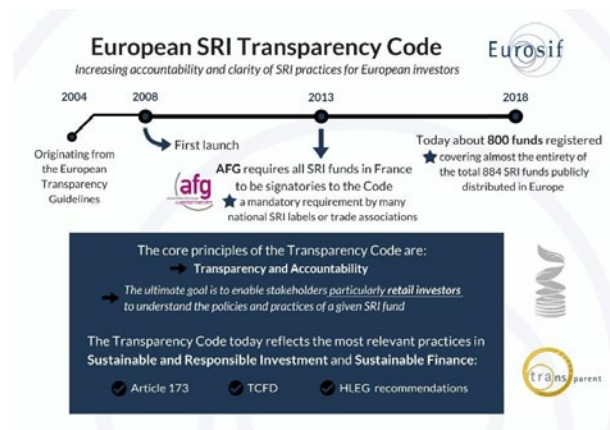 European SRI Transparency Code
Eurosif
Increasing accountability and clarity of SRI practices for European investors
2004
2008
2013
2018
Originating from
the European
Transparency
Guidelines
First launch
afg
AFG requires all SRI funds in France
to be signatories to the Code
a mandatory requirement by many
national SRI labels or trade associations
Today about 800 funds registered
covering almost the entirety of
the total 884 SRI funds publicly
distributed in Europe
The core principles of the Transparency Code are:
Transparency and Accountability
The ultimate goal is to enable stakeholders particularly retail investors
to understand the policies and practices of a given SRI fund
The Transparency Code today reflects the most relevant practices in
Sustainable and Responsible Investment and Sustainable Finance:
Article 173
TCFD
HLEG recommendations
transparent